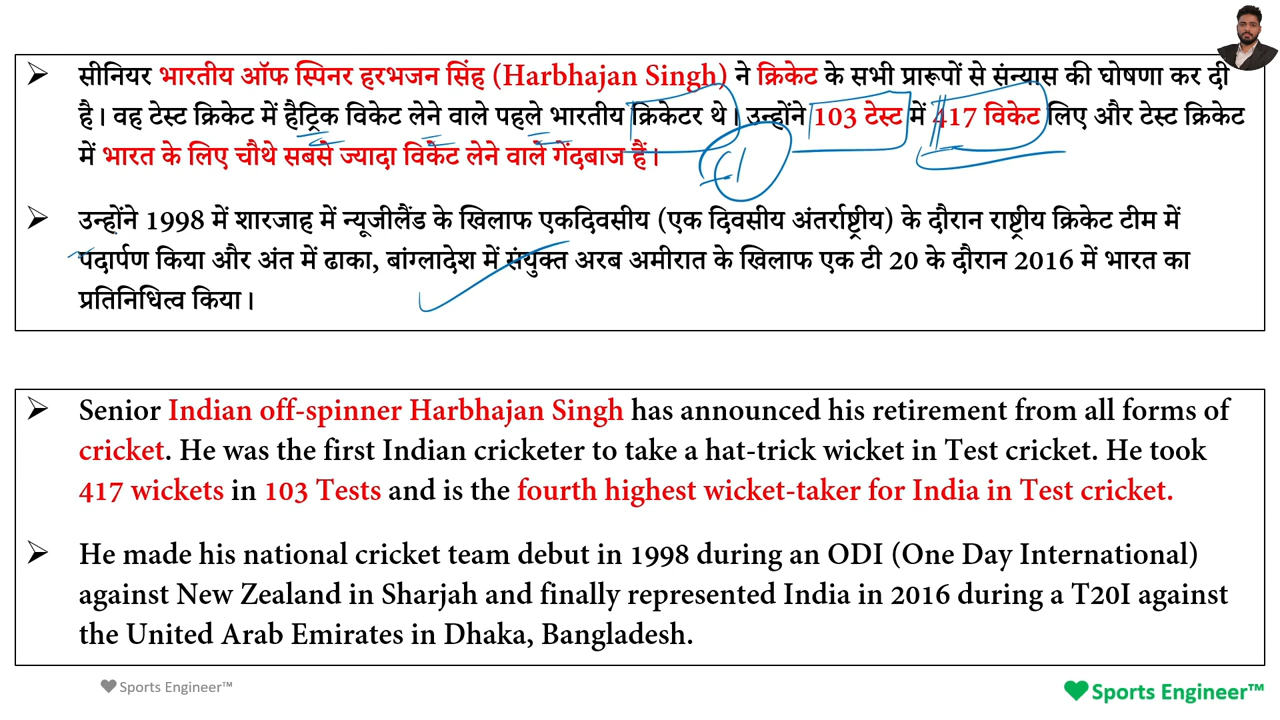 ➢ सीनियर भारतीय ऑफ स्पिनर हरभजन सिंह (Harbhajan Singh) ने क्रिकेट के सभी प्रारूपों से संन्यास की घोषणा कर दी
है। वह टेस्ट क्रिकेट में हैट्रिक विकेट लेने वाले पहले भारतीय क्रिकेटर थे। उन्होंने 103 टेस्ट में 417 विकेट लिए और टेस्ट क्रिकेट
में भारत के लिए चौथे सबसे ज्यादा विकेट लेने वाले गेंदबाज हैं।
➢ उन्होंने 1998 में शारजाह में न्यूजीलैंड के खिलाफ एकदिवसीय (एक दिवसीय अंतर्राष्ट्रीय) के दौरान राष्ट्रीय क्रिकेट टीम में
पदार्पण किया और अंत में ढाका, बांग्लादेश में संयुक्त अरब अमीरात के खिलाफ एक टी 20 के दौरान 2016 में भारत का
प्रतिनिधित्व किया।
➢ Senior Indian off-spinner Harbhajan Singh has announced his retirement from all forms of
cricket. He was the first Indian cricketer to take a hat-trick wicket in Test cricket. He took
417 wickets in 103 Tests and is the fourth highest wicket-taker for India in Test cricket.
➢ He made his national cricket team debut in 1998 during an ODI (One Day International)
against New Zealand in Sharjah and finally represented India in 2016 during a T20I against
the United Arab Emirates in Dhaka, Bangladesh.
Sports Engineer™
Sports Engineer™